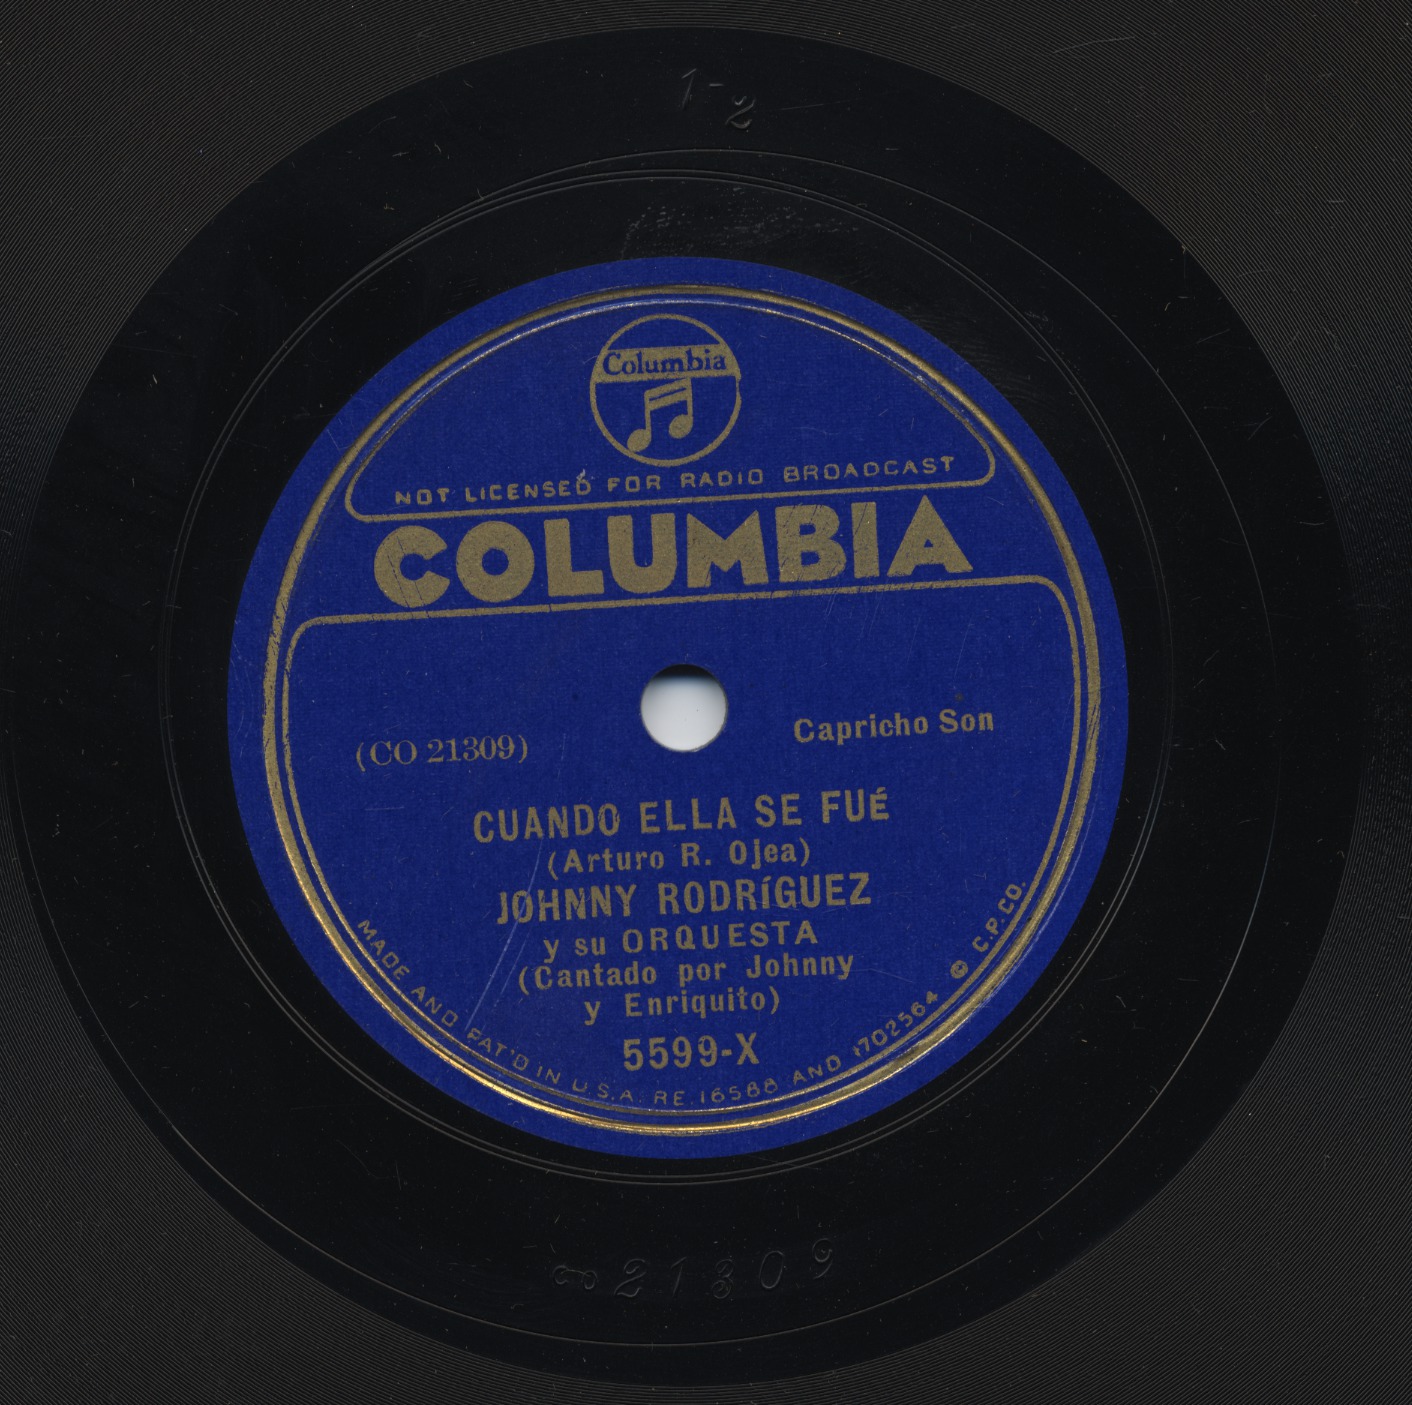 1-2
Columbia
NOT LICENSED FOR RADIO BROADCAST
COLUMBIA
(CO 21309)
Capricho Son
CUANDO ELLA SE FUÉ
(Arturo R. Ojea)
JOHNNY RODRÍGUEZ
y su ORQUESTA
(Cantado por Johnny
y Enriquito)
5599-X
MADE AND PAT'D IN U.S.A. RE. 16588 AND 1702564 © C.P. CO.
CO 21309